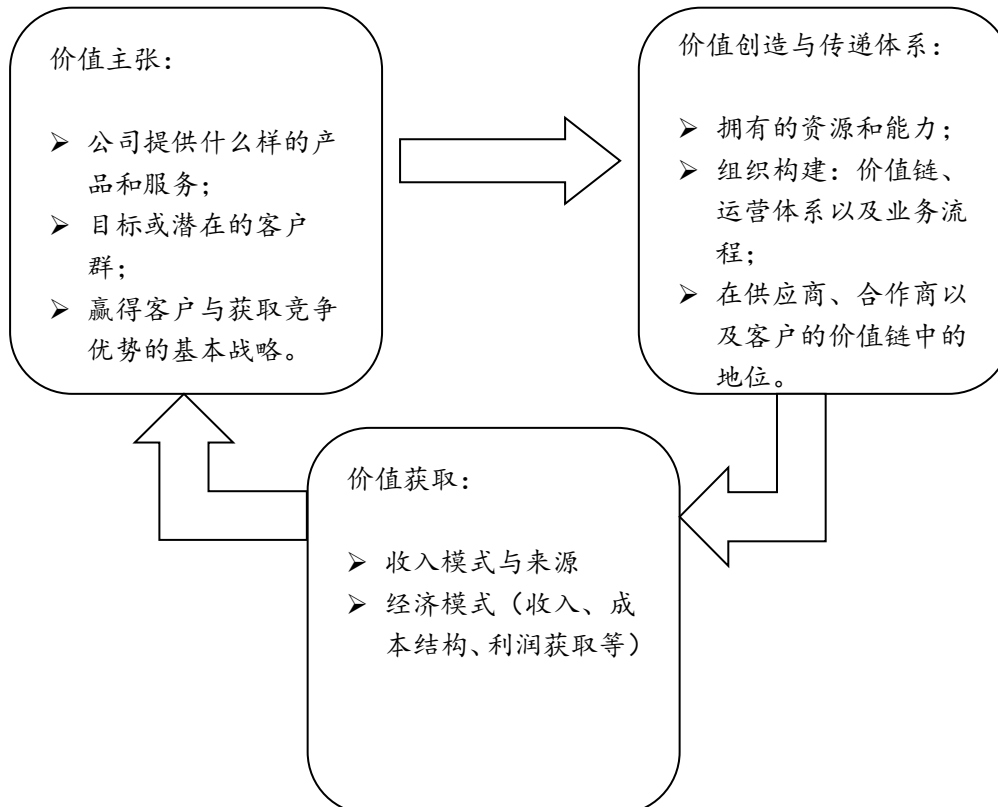 价值主张：
➢ 公司提供什么样的产
品和服务；
➢ 目标或潜在的客户
群；
➢ 赢得客户与获取竞争
优势的基本战略。
价值创造与传递体系：
➢ 拥有的资源和能力；
➢ 组织构建：价值链、
运营体系以及业务流
程；
➢ 在供应商、合作商以
及客户的价值链中的
地位。
价值获取：
➢ 收入模式与来源
➢ 经济模式（收入、成
本结构、利润获取等）